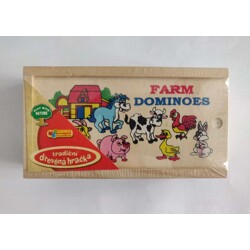 FARM
DOMINOES
tradiční
dřevěná hračka